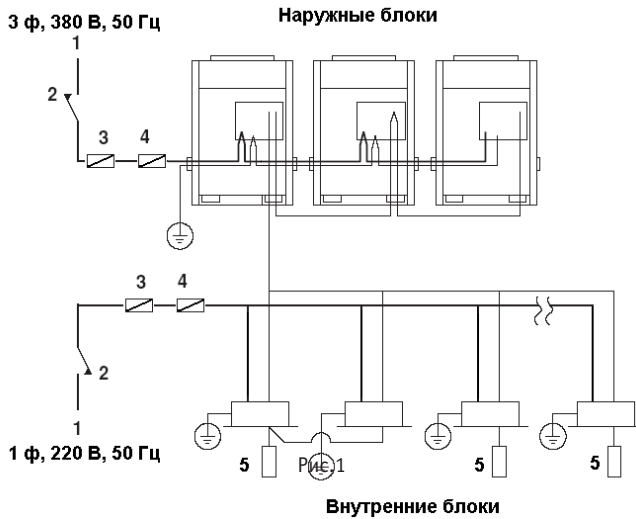 Наружные блоки
3 ф, 380 В, 50 Гц
1
2
3 4
3 4
2
1
1 ф, 220 В, 50 Гц
5 Рис.1 5 5
Внутренние блоки